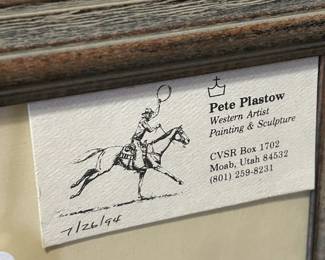 Pete Plastow
Western Artist
Painting & Sculpture
CVSR Box 1702
Moab, Utah 84532
(801) 259-8231
7/26/94